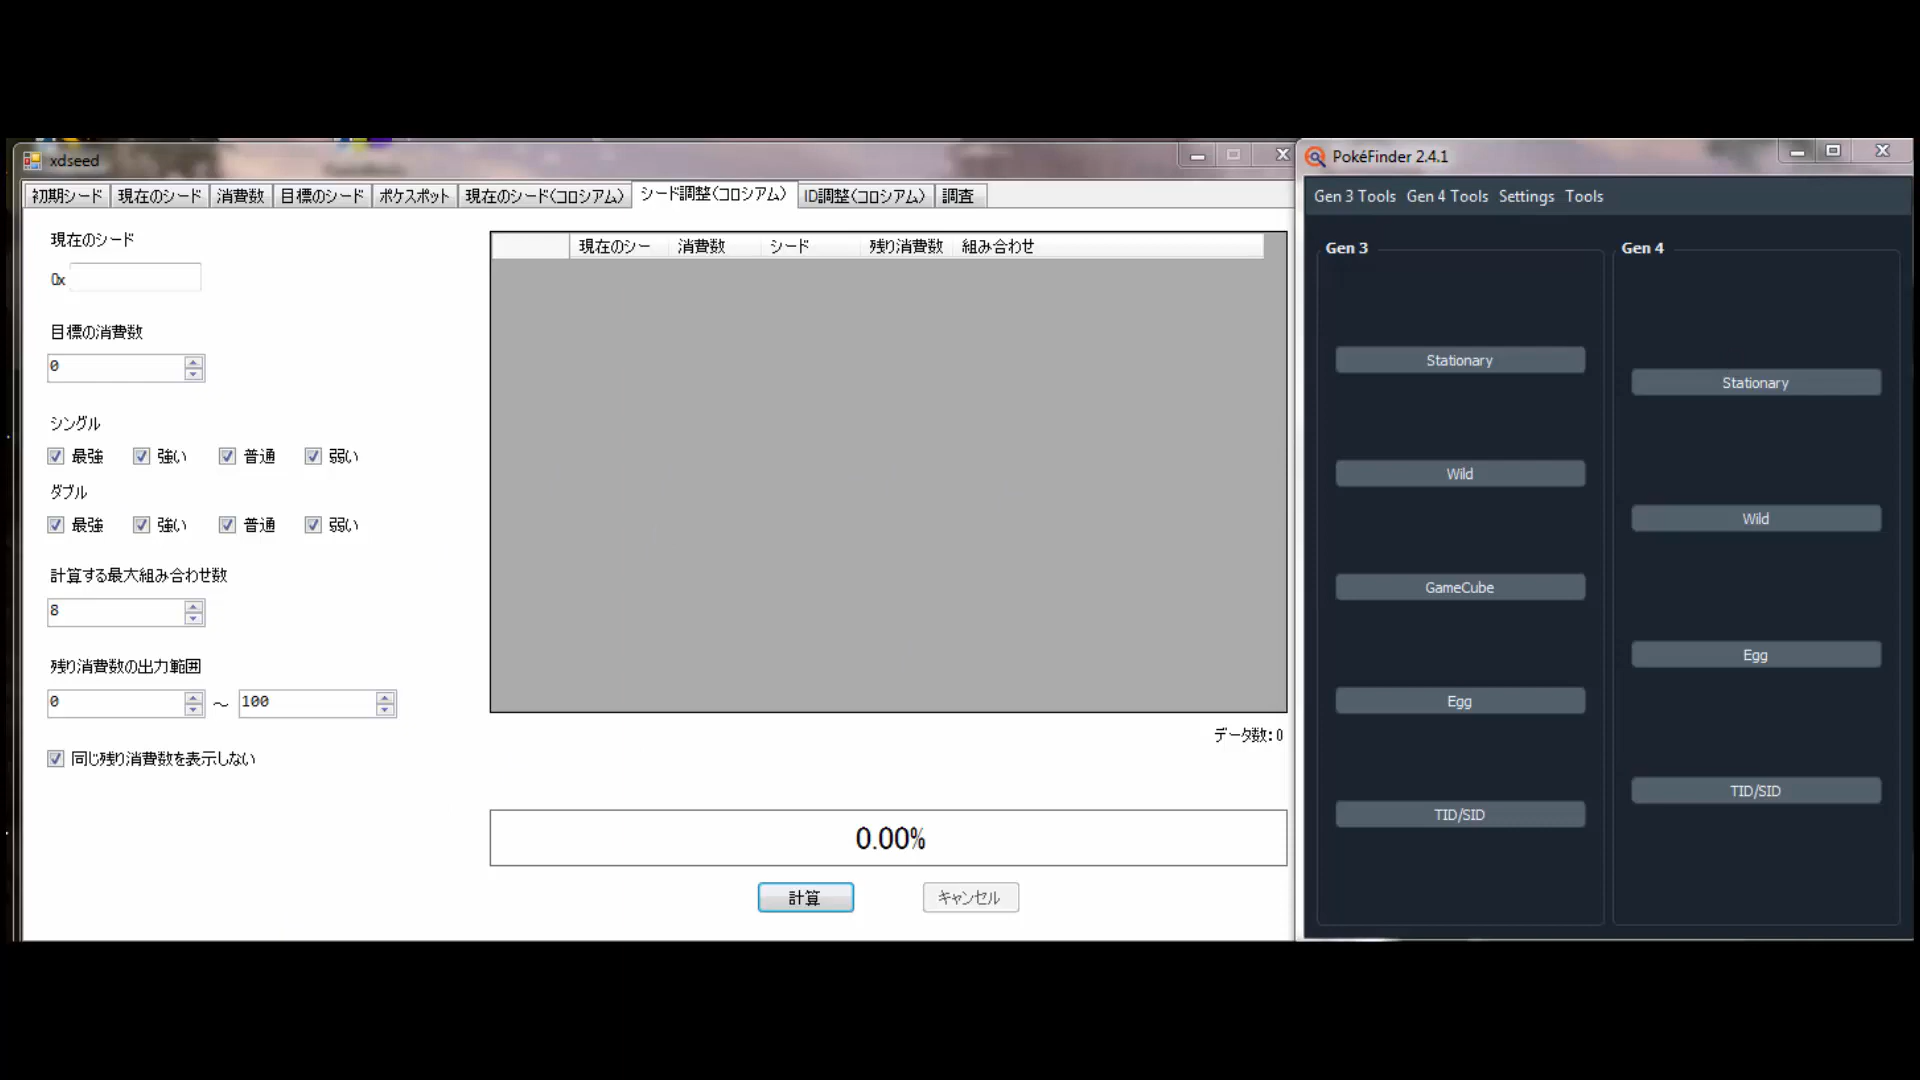 xdseed
初期シード 現在のシード 消費数 目標のシード ポケスポット 現在のシード(コロシアム) シード調整(コロシアム) ID調整(コロシアム) 調査
現在のシード
0x
目標の消費数
0
シングル
最強 強い 普通 弱い
ダブル
最強 強い 普通 弱い
計算する最大組み合わせ数
8
残り消費数の出力範囲
0 ~ 100
同じ残り消費数を表示しない
現在のシー 消費数 シード 残り消費数 組み合わせ
データ数:0
0.00%
計算 キャンセル
PokéFinder 2.4.1
Gen 3 Tools Gen 4 Tools Settings Tools
Gen 3
Stationary
Wild
GameCube
Egg
TID/SID
Gen 4
Stationary
Wild
Egg
TID/SID